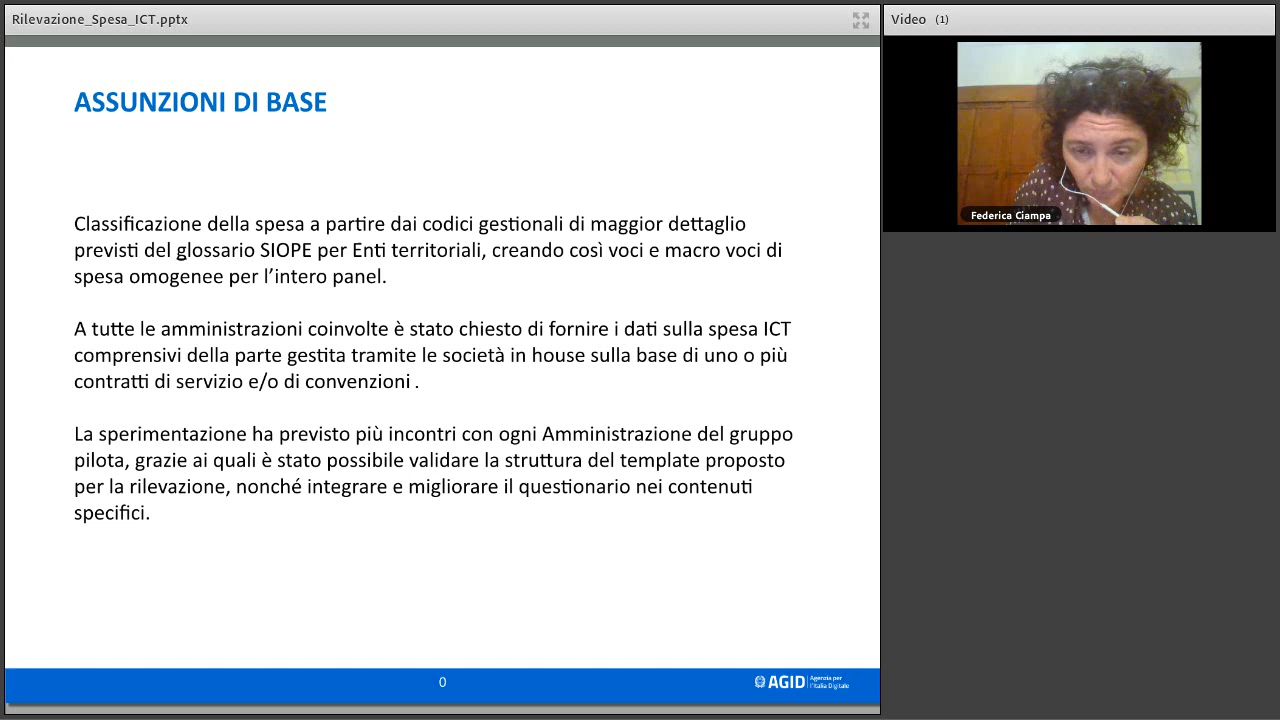 Rilevazione_Spesa_ICT.pptx
Video (1)
Federica Ciampa
ASSUNZIONI DI BASE
Classificazione della spesa a partire dai codici gestionali di maggior dettaglio
previsti del glossario SIOPE per Enti territoriali, creando così voci e macro voci di
spesa omogenee per l’intero panel.
A tutte le amministrazioni coinvolte è stato chiesto di fornire i dati sulla spesa ICT
comprensivi della parte gestita tramite le società in house sulla base di uno o più
contratti di servizio e/o di convenzioni .
La sperimentazione ha previsto più incontri con ogni Amministrazione del gruppo
pilota, grazie ai quali è stato possibile validare la struttura del template proposto
per la rilevazione, nonché integrare e migliorare il questionario nei contenuti
specifici.
0
AGID Agenzia per
l’Italia Digitale